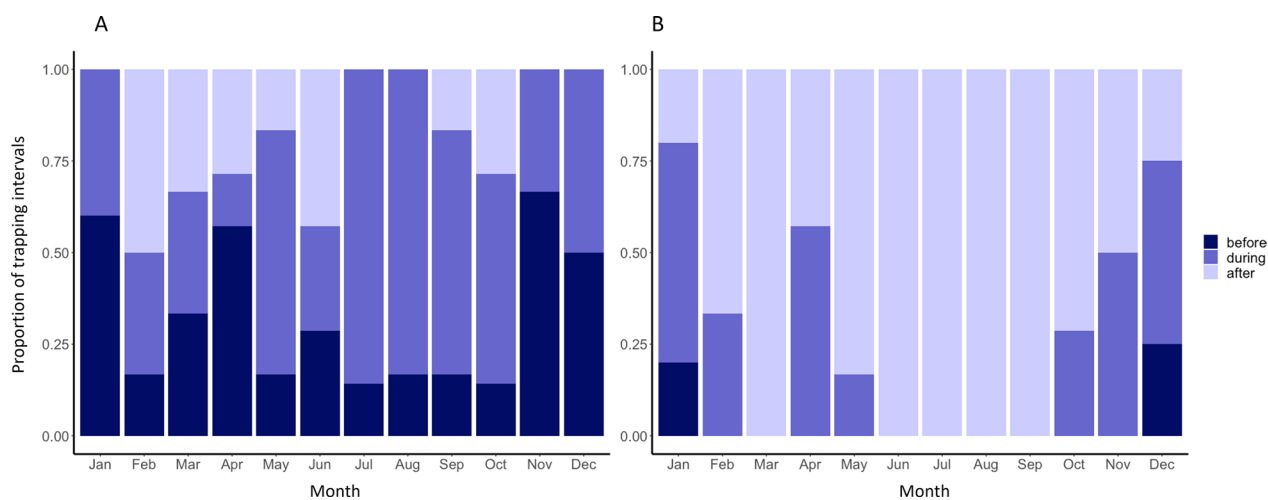 A
B
Proportion of trapping intervals
1.00
0.75
0.50
0.25
0.00
Jan Feb Mar Apr May Jun Jul Aug Sep Oct Nov Dec
Month
1.00
0.75
0.50
0.25
0.00
Jan Feb Mar Apr May Jun Jul Aug Sep Oct Nov Dec
Month
before
during
after